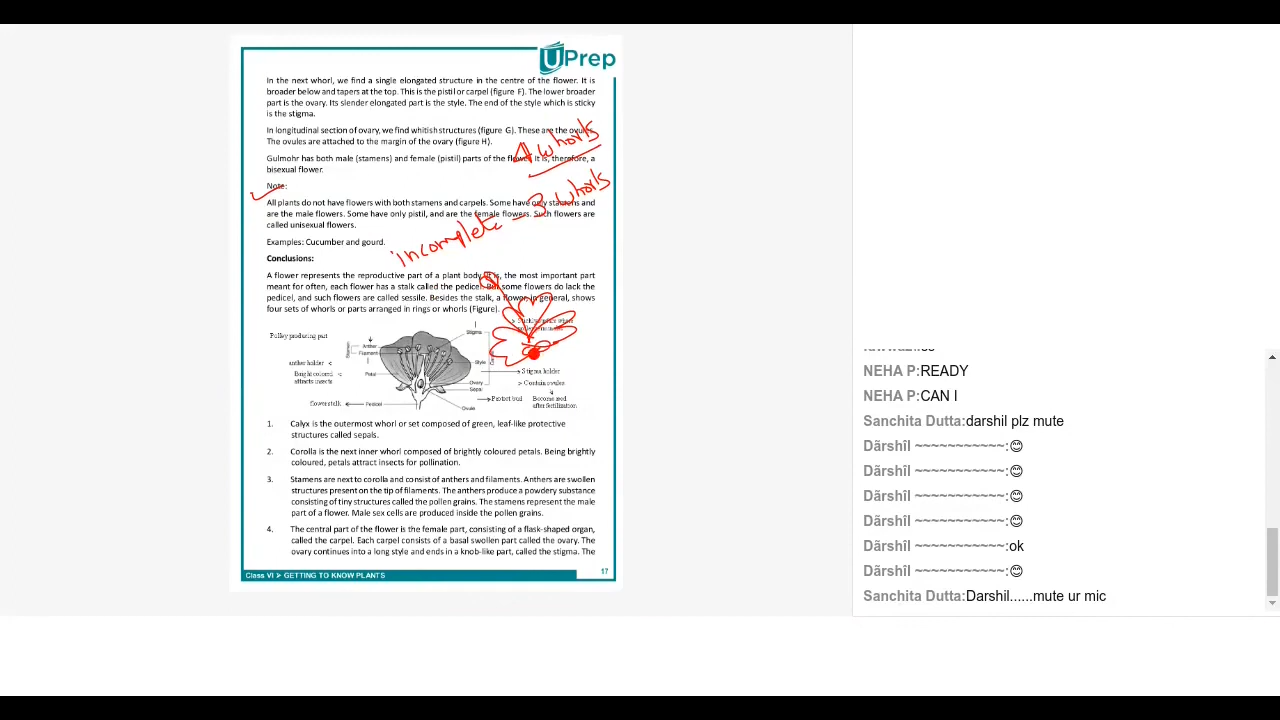 UPrep
In the next whorl, we find a single elongated structure in the centre of the flower. It is
broader below and tapers at the top. This is the pistil or carpel (figure F). The lower broader
part is the ovary. Its slender elongated part is the style. The end of the style which is sticky
is the stigma.
In longitudinal section of ovary, we find whitish structures (figure G). These are the ovules.
The ovules are attached to the margin of the ovary (figure H).
4 whorls
Gulmohr has both male (stamens) and female (pistil) parts of the flower. It is, therefore, a
bisexual flower.
Note:
All plants do not have flowers with both stamens and carpels. Some have only stamens and
are the male flowers. Some have only pistil, and are the female flowers. Such flowers are
called unisexual flowers.
incomplete - 3 whorls
Examples: Cucumber and gourd.
Conclusions:
A flower represents the reproductive part of a plant body. It is, the most important part
meant for often, each flower has a stalk called the pedicel. But some flowers do lack the
pedicel, and such flowers are called sessile. Besides the stalk, a flower, in general, shows
four sets of whorls or parts arranged in rings or whorls (Figure).
Polley producing part
anther holder <
Bright colored <
attracts insects
flower stalk
Stamen
Anther
Filament
Petal
Pedicel
Stigma
Style
Ovary
Sepal
Ovule
> Stigma holder
> Contain ovules
Become seed
after fertilization
Protect bud
1. Calyx is the outermost whorl or set composed of green, leaf-like protective
structures called sepals.
2. Corolla is the next inner whorl composed of brightly coloured petals. Being brightly
coloured, petals attract insects for pollination.
3. Stamens are next to corolla and consist of anthers and filaments. Anthers are swollen
structures present on the tip of filaments. The anthers produce a powdery substance
consisting of tiny structures called the pollen grains. The stamens represent the male
part of a flower. Male sex cells are produced inside the pollen grains.
4. The central part of the flower is the female part, consisting of a flask-shaped organ,
called the carpel. Each carpel consists of a basal swollen part called the ovary. The
ovary continues into a long style and ends in a knob-like part, called the stigma. The
17
Class VI > GETTING TO KNOW PLANTS
NEHA P:READY
NEHA P:CAN I
Sanchita Dutta:darshil plz mute
Dãrshîl ~~~~~~~~~~~:😊
Dãrshîl ~~~~~~~~~~~:😊
Dãrshîl ~~~~~~~~~~~:😊
Dãrshîl ~~~~~~~~~~~:😊
Dãrshîl ~~~~~~~~~~~:ok
Dãrshîl ~~~~~~~~~~~:😊
Sanchita Dutta:Darshil......mute ur mic